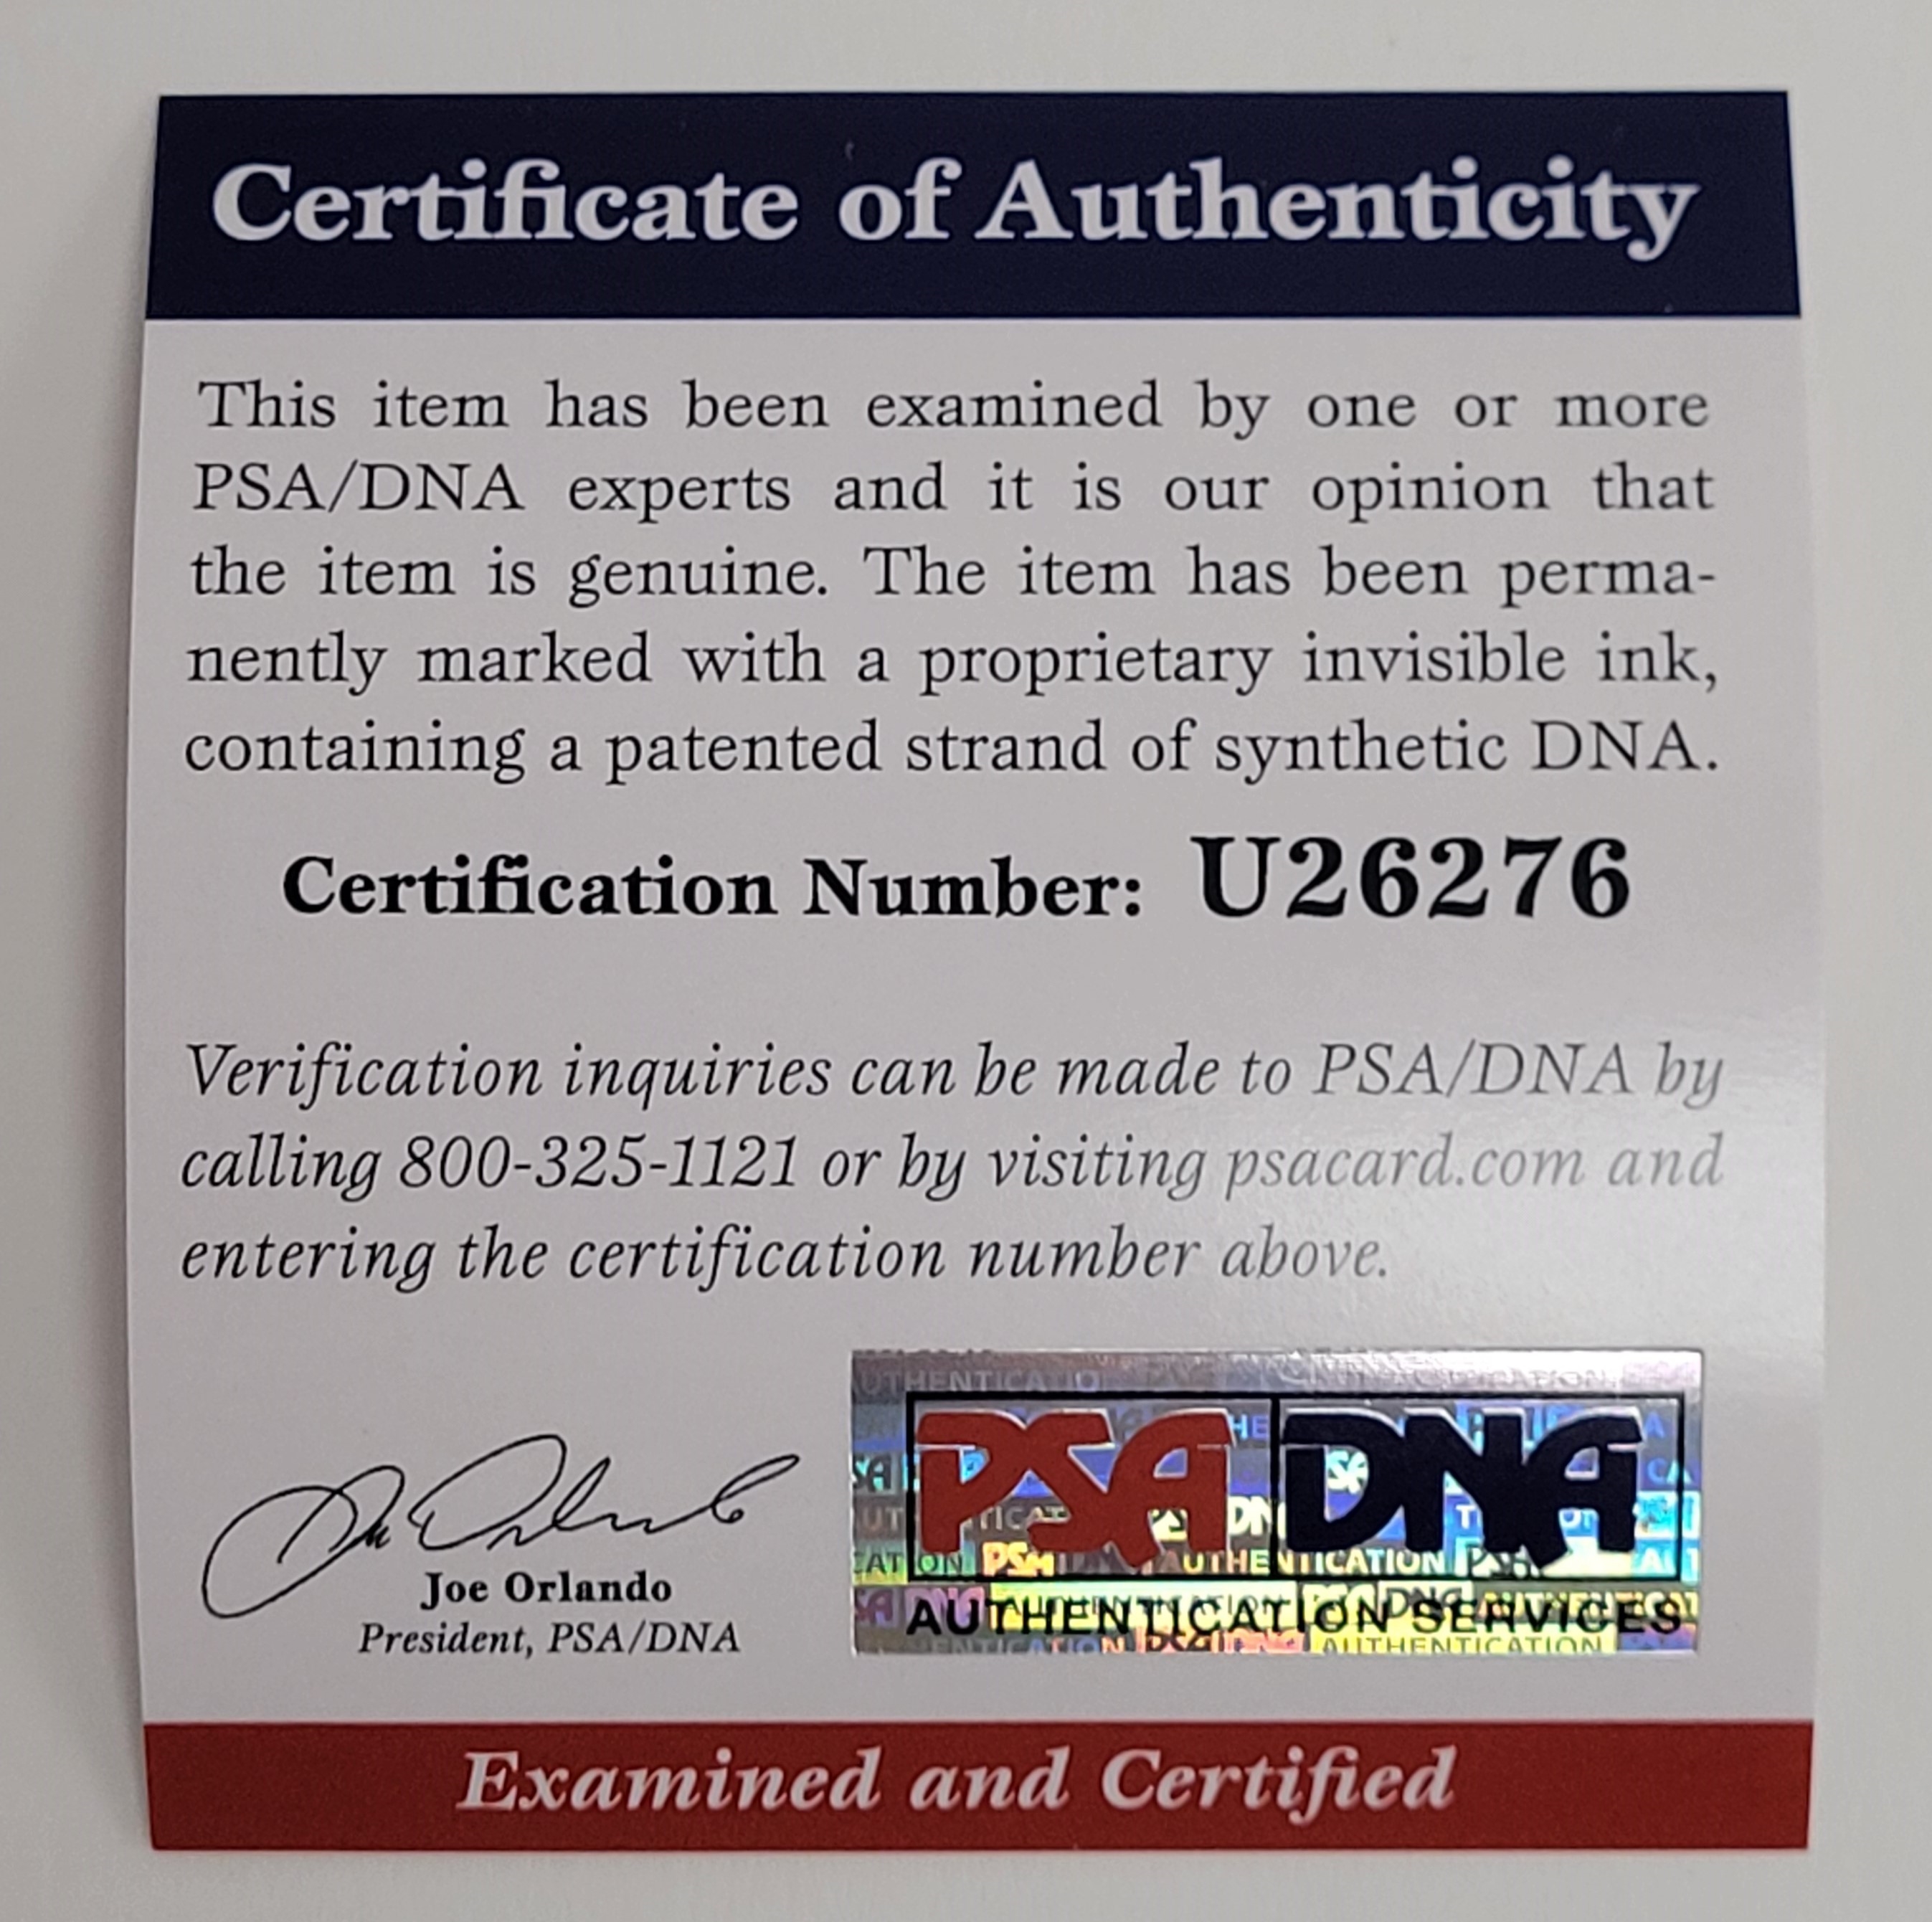 Certificate of Authenticity
This item has been examined by one or more
PSA/DNA experts and it is our opinion that
the item is genuine. The item has been perma-
nently marked with a proprietary invisible ink,
containing a patented strand of synthetic DNA.
Certification Number: U26276
Verification inquiries can be made to PSA/DNA by
calling 800-325-1121 or by visiting psacard.com and
entering the certification number above.
Joe Orlando
President, PSA/DNA
PSA DNA
AUTHENTICATION SERVICES
Examined and Certified